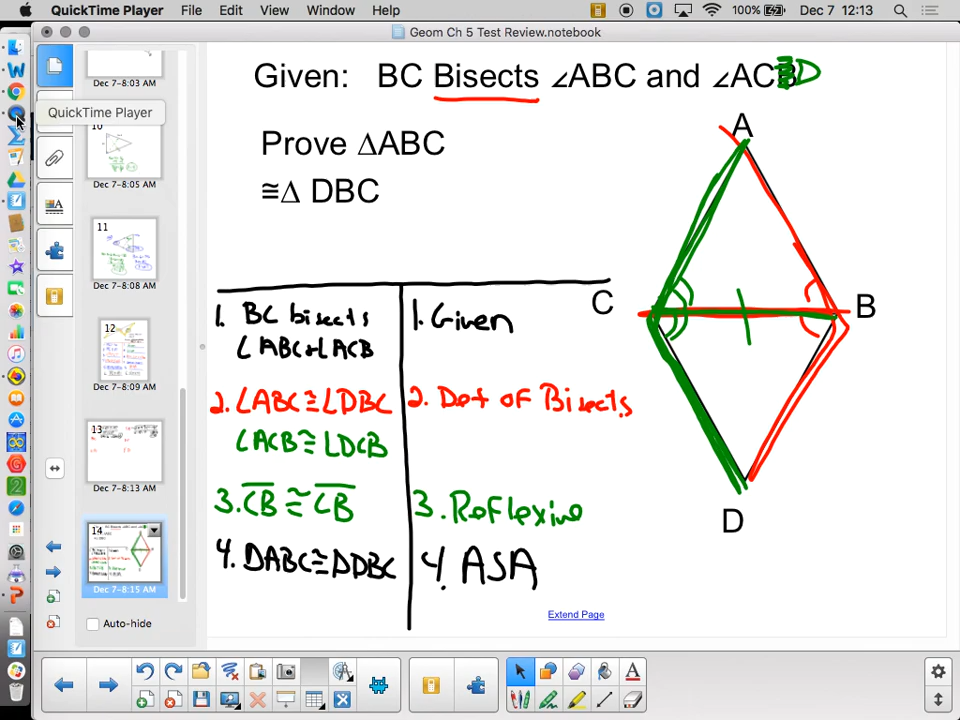 QuickTime Player File Edit View Window Help 100% Dec 7 12:13
Geom Ch 5 Test Review.notebook
QuickTime Player
Dec 7-8:03 AM
10
Dec 7-8:05 AM
11
Dec 7-8:08 AM
12
Dec 7-8:09 AM
13
Dec 7-8:13 AM
14
Dec 7-8:15 AM
Auto-hide
Given: BC Bisects ∠ABC and ∠ACD
Prove ∆ABC
≅∆ DBC
A
C
B
D
1. BC bisects
∠ABC+∠ACB
1. Given
2. ∠ABC≅∠DBC
∠ACB≅∠DCB
2. Def of Bisects
3. CB ≅ CB
3. Reflexive
4. DABC≅DDBC
4. ASA
Extend Page